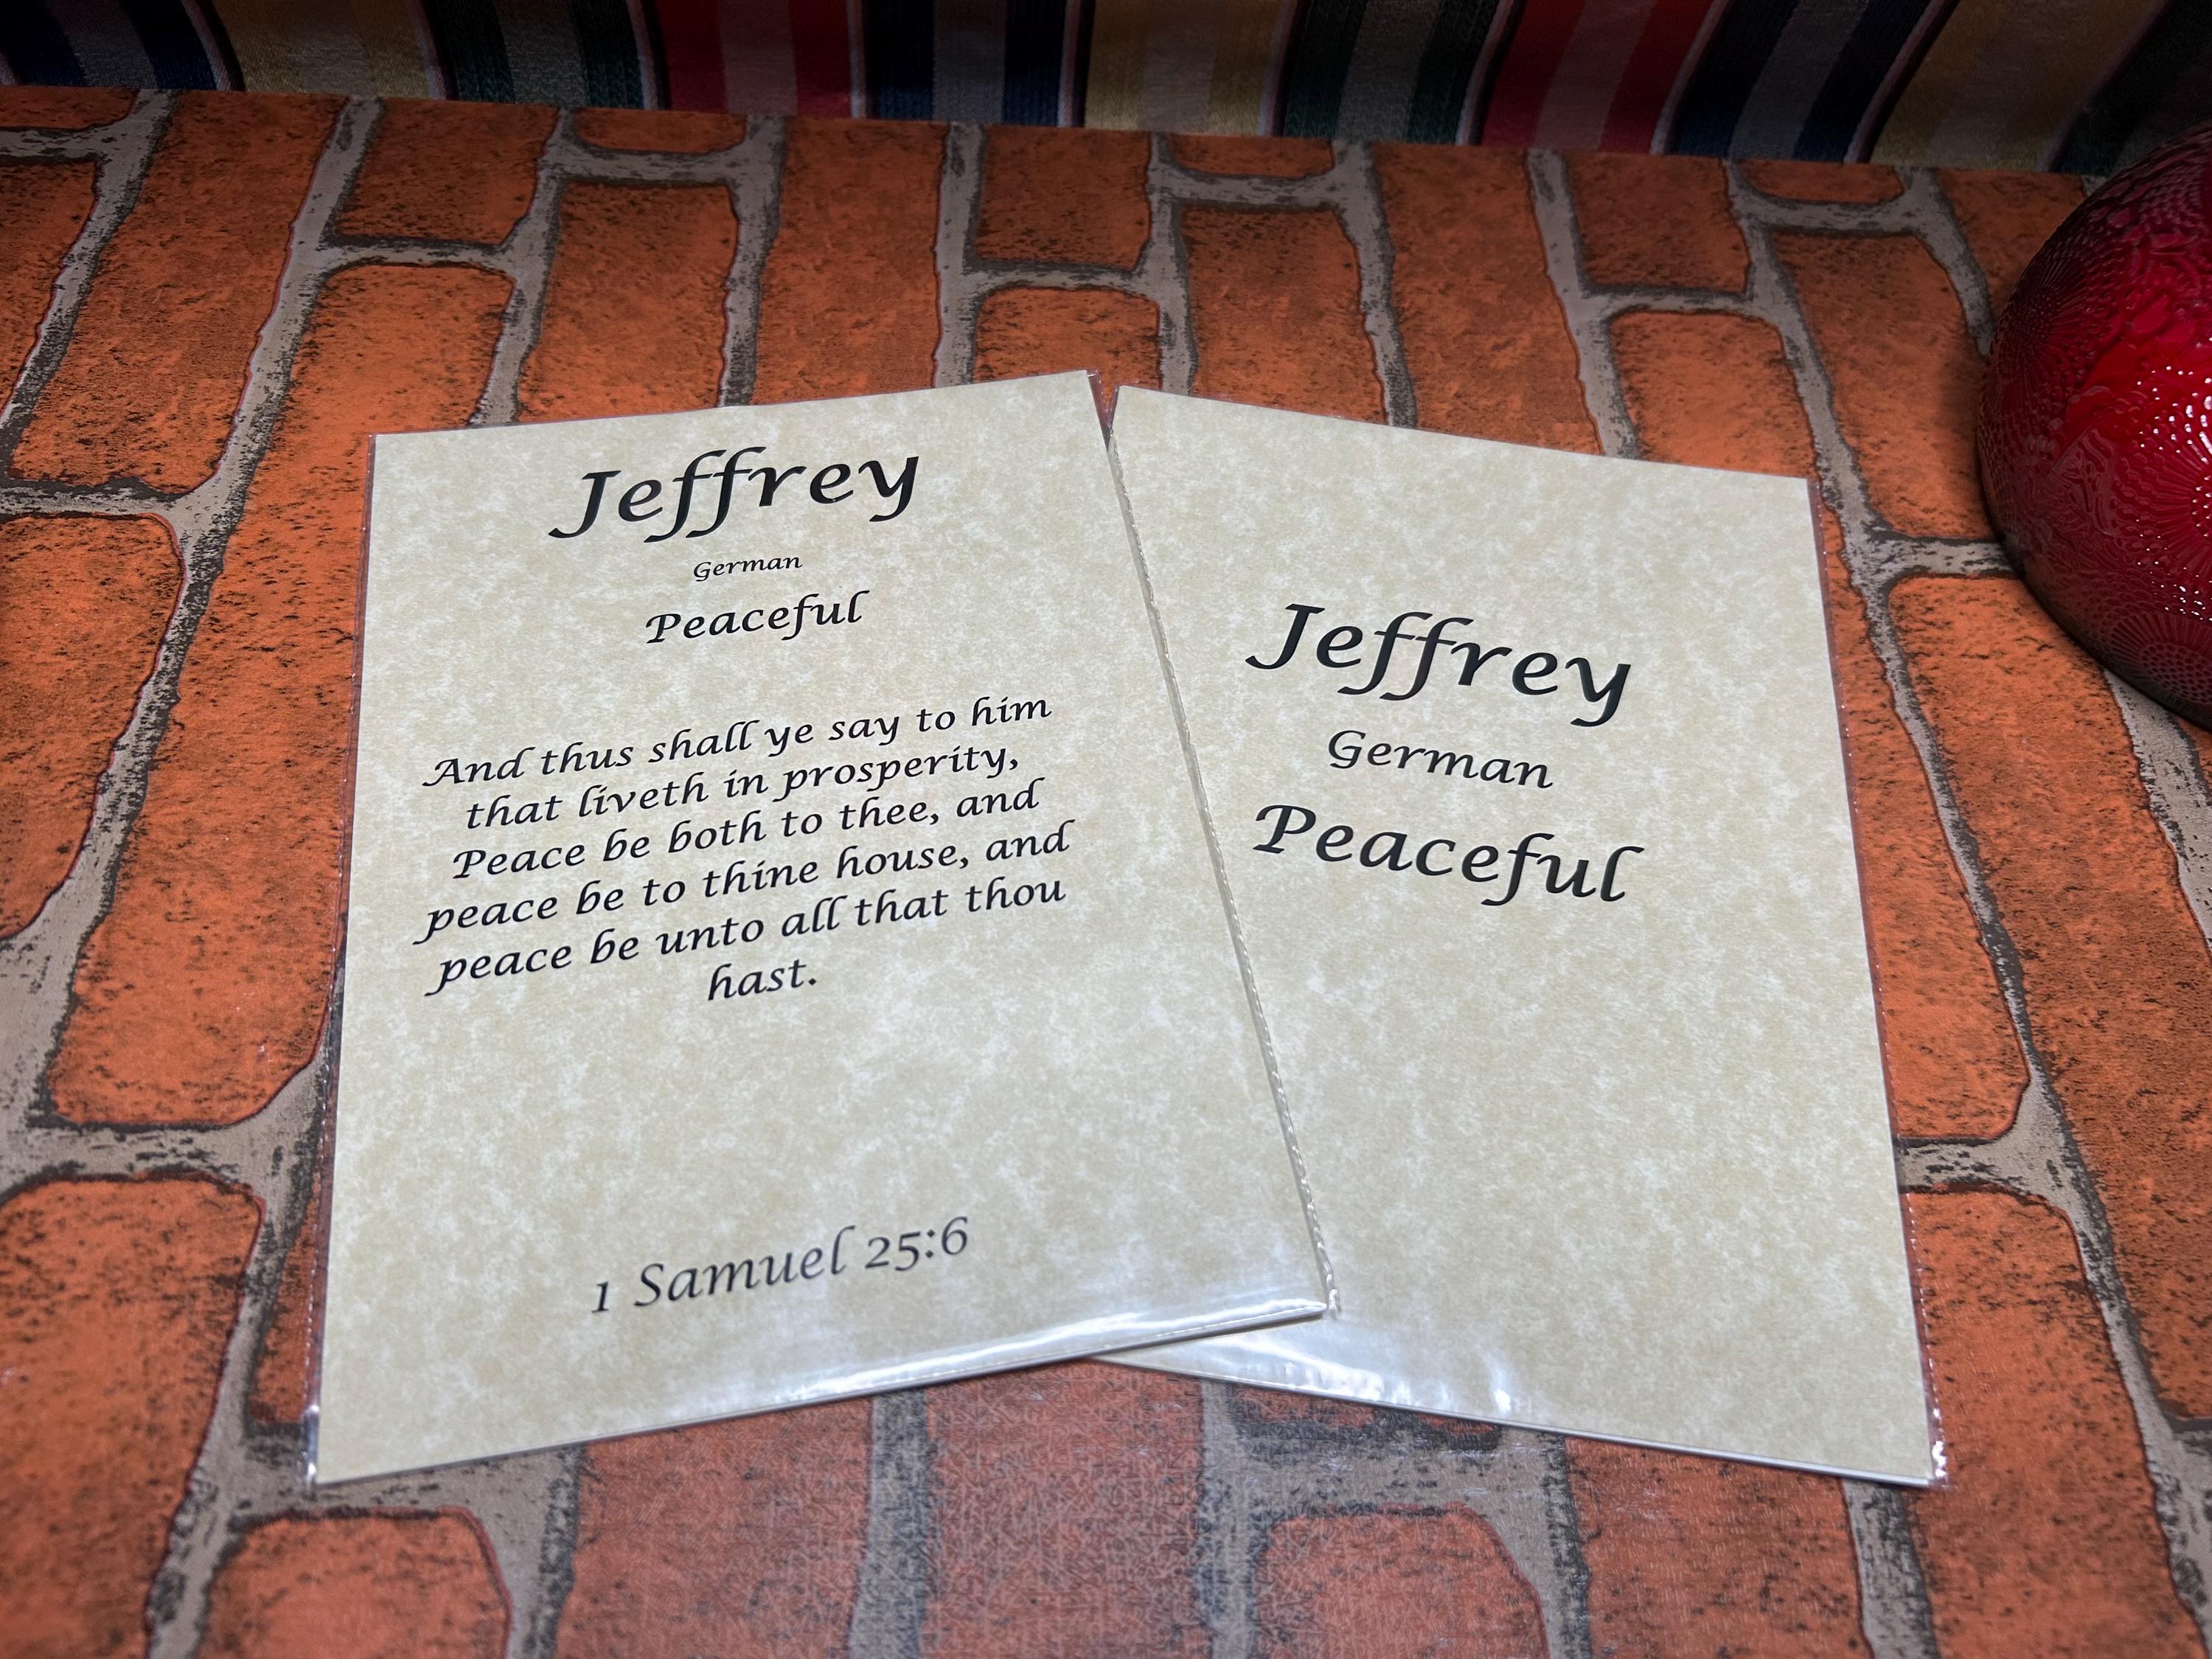 Jeffrey
German
Peaceful
And thus shall ye say to him
that liveth in prosperity,
Peace be both to thee, and
peace be to thine house, and
peace be unto all that thou
hast.
1 Samuel 25:6
Jeffrey
German
Peaceful